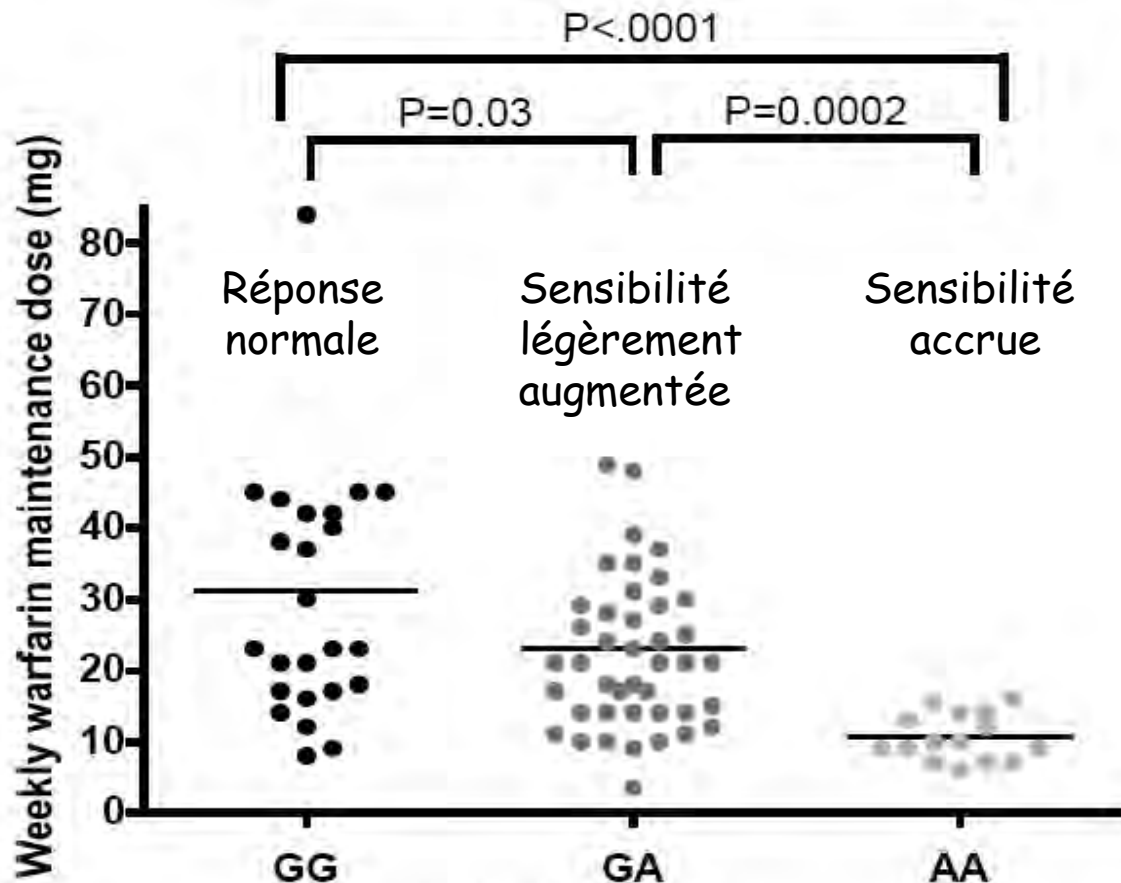 P<.0001
P=0.03
P=0.0002
Weekly warfarin maintenance dose (mg)
80
70
60
50
40
30
20
10
0
Réponse
normale
Sensibilité
légèrement
augmentée
Sensibilité
accrue
GG
GA
AA